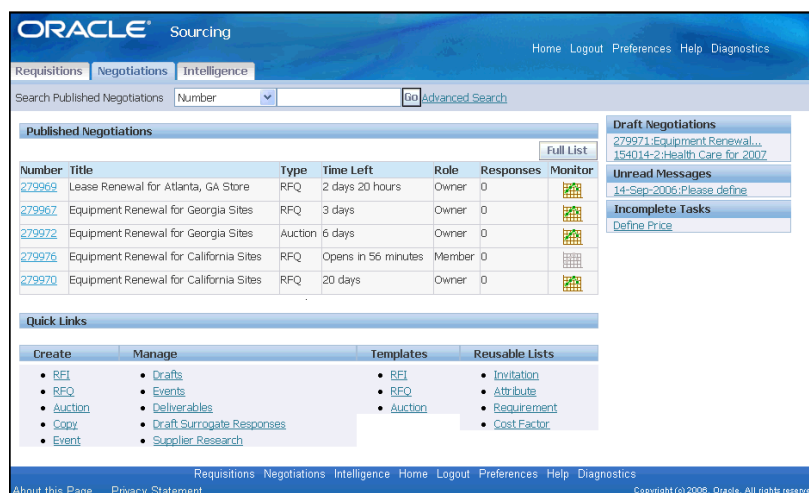 ORACLE® Sourcing
Home Logout Preferences Help Diagnostics
Requisitions Negotiations Intelligence
Search Published Negotiations Number Go Advanced Search
Published Negotiations
Full List
Number Title Type Time Left Role Responses Monitor
279969 Lease Renewal for Atlanta, GA Store RFQ 2 days 20 hours Owner 0
279967 Equipment Renewal for Georgia Sites RFQ 3 days Owner 0
279972 Equipment Renewal for Georgia Sites Auction 6 days Owner 0
279976 Equipment Renewal for California Sites RFQ Opens in 56 minutes Member 0
279970 Equipment Renewal for California Sites RFQ 20 days Owner 0
Draft Negotiations
279971:Equipment Renewal...
154014-2:Health Care for 2007
Unread Messages
14-Sep-2006:Please define
Incomplete Tasks
Define Price
Quick Links
Create Manage Templates Reusable Lists
• RFI • Drafts • RFI • Invitation
• RFQ • Events • RFQ • Attribute
• Auction • Deliverables • Auction • Requirement
• Copy • Draft Surrogate Responses • Cost Factor
• Event • Supplier Research
Requisitions Negotiations Intelligence Home Logout Preferences Help Diagnostics
About this Page Privacy Statement Copyright (c) 2006, Oracle. All rights reserve